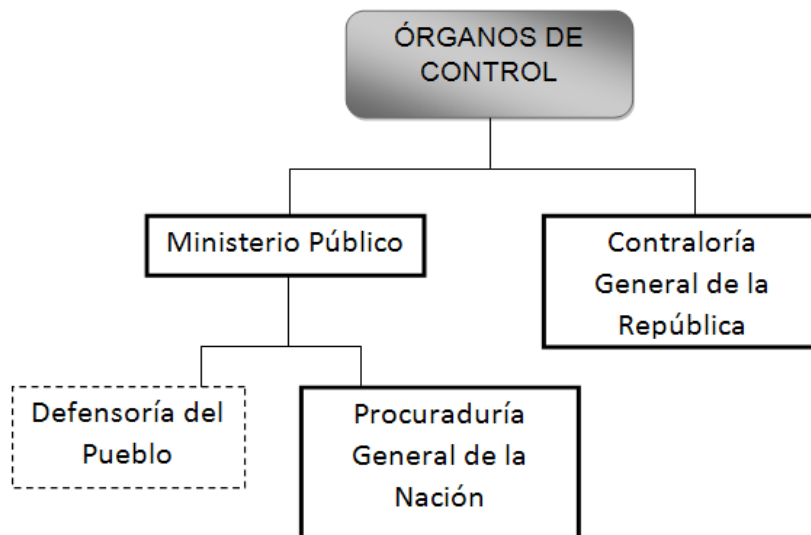 ÓRGANOS DE
CONTROL
Ministerio Público
Contraloría
General de la
República
Defensoría del
Pueblo
Procuraduría
General de la
Nación